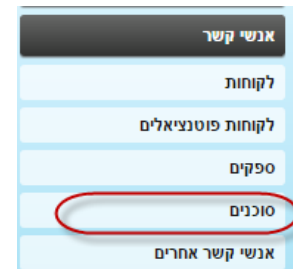 אנשי קשר
לקוחות
לקוחות פוטנציאלים
ספקים
סוכנים
אנשי קשר אחרים